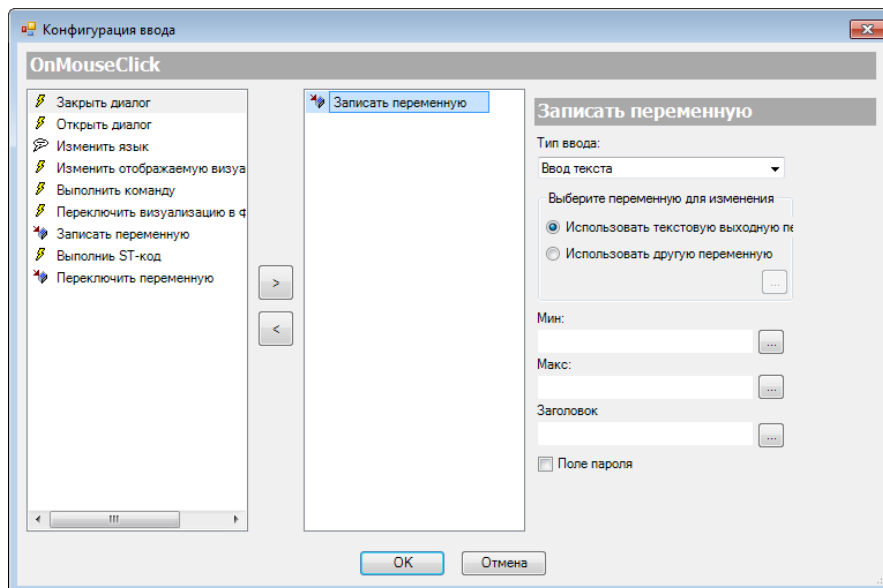 Конфигурация ввода
OnMouseClick
Закрыть диалог
Открыть диалог
Изменить язык
Изменить отображаемую визуа
Выполнить команду
Переключить визуализацию в ф
Записать переменную
Выполниь ST-код
Переключить переменную
>
<
Записать переменную
Записать переменную
Тип ввода:
Ввод текста
Выберите переменную для изменения
Использовать текстовую выходную пе
Использовать другую переменную
...
Мин:
...
Макс:
...
Заголовок
...
Поле пароля
OK
Отмена